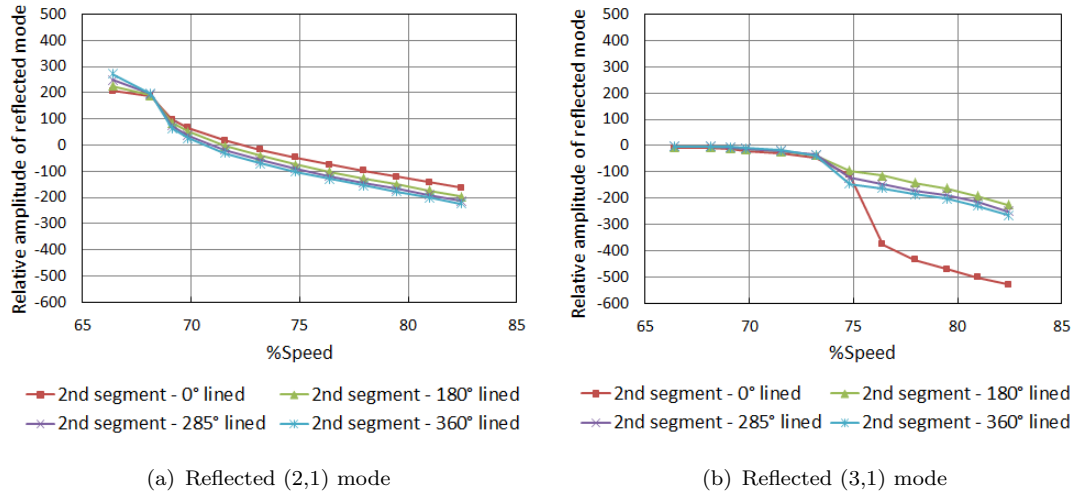 Relative amplitude of reflected mode
500
400
300
200
100
0
-100
-200
-300
-400
-500
-600
65
70
75
80
85
%Speed
2nd segment - 0° lined
2nd segment - 180° lined
2nd segment - 285° lined
2nd segment - 360° lined
(a) Reflected (2,1) mode
Relative amplitude of reflected mode
500
400
300
200
100
0
-100
-200
-300
-400
-500
-600
65
70
75
80
85
%Speed
2nd segment - 0° lined
2nd segment - 180° lined
2nd segment - 285° lined
2nd segment - 360° lined
(b) Reflected (3,1) mode